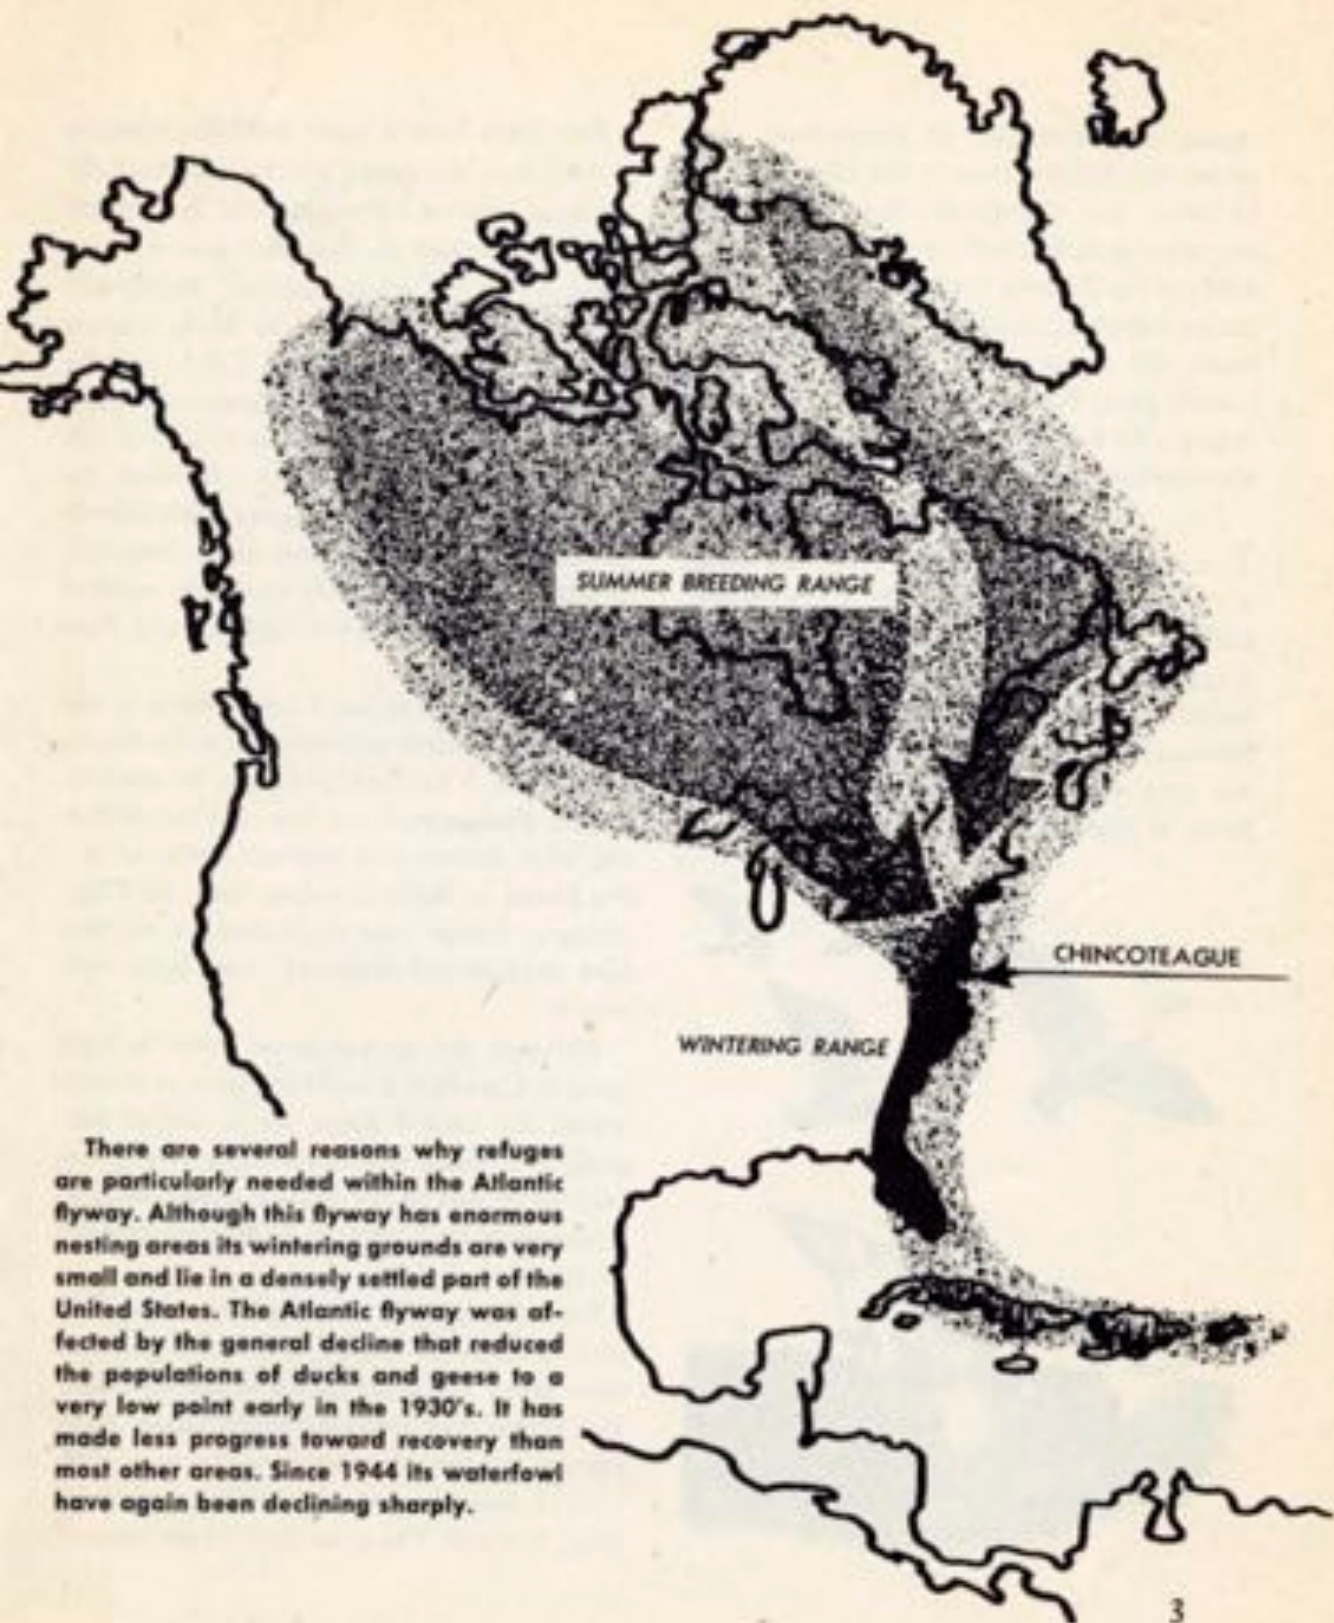 SUMMER BREEDING RANGE
CHINCOTEAGUE
WINTERING RANGE
There are several reasons why refuges
are particularly needed within the Atlantic
flyway. Although this flyway has enormous
nesting areas its wintering grounds are very
small and lie in a densely settled part of the
United States. The Atlantic flyway was af-
fected by the general decline that reduced
the populations of ducks and geese to a
very low point early in the 1930's. It has
made less progress toward recovery than
most other areas. Since 1944 its waterfowl
have again been declining sharply.
3